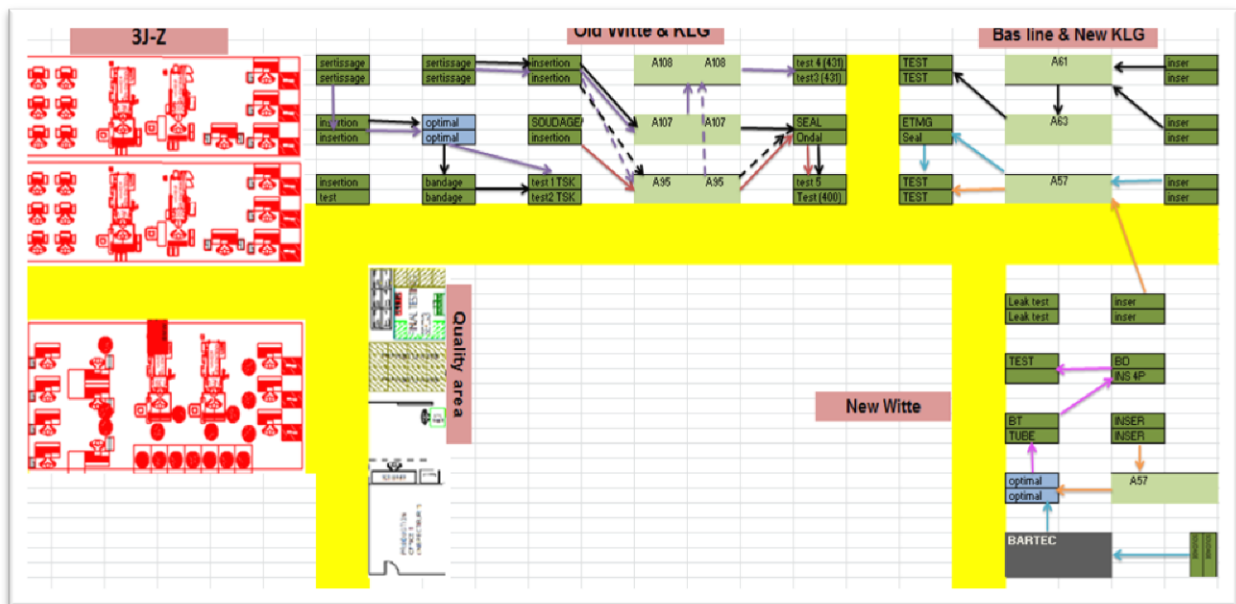 3J-Z
Old Witte & KLG
Bas line & New KLG
sertissage
sertissage
sertissage
sertissage
insertion
insertion
A108 A108
test 4 (431)
test3 (431)
TEST
TEST
A61
inser
inser
insertion
insertion
optimal
optimal
SOUDAGE/
insertion
A107 A107
SEAL
Ondal
ETMG
Seal
A63
inser
inser
insertion
test
bandage
bandage
test 1 TSK
test2 TSK
A95 A95
test 5
Test (400)
TEST
TEST
A57
inser
inser
Quality area
Leak test
Leak test
inser
inser
TEST
BD
INS 4P
New Witte
BT
TUBE
INSER
INSER
optimal
optimal
A57
BARTEC